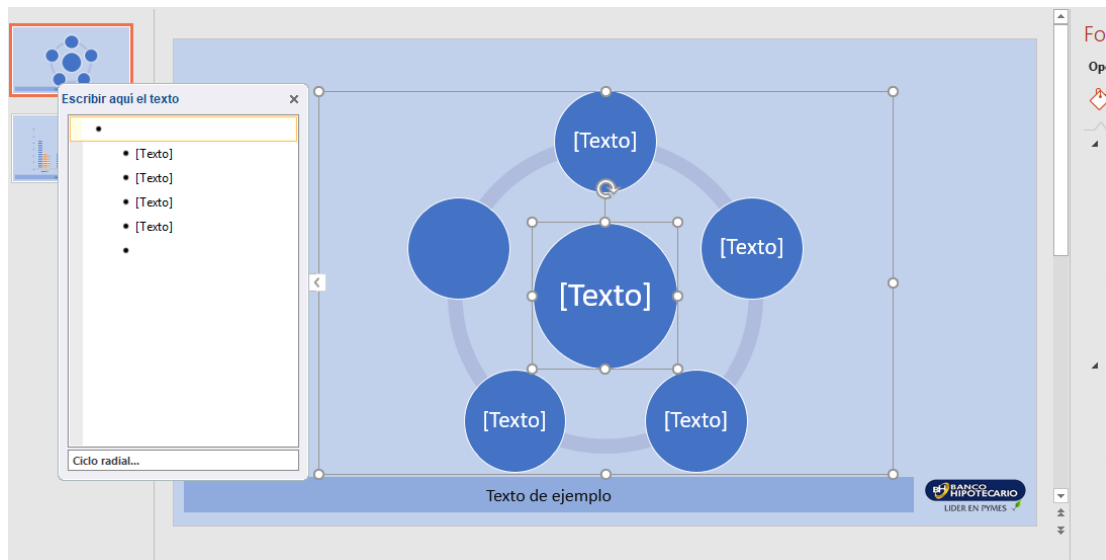 Escribir aquí el texto
[Texto]
[Texto]
[Texto]
[Texto]
Ciclo radial...
[Texto]
[Texto]
[Texto]
[Texto]
[Texto]
Texto de ejemplo
BH BANCO
HIPOTECARIO
LIDER EN PYMES
Fo
Op